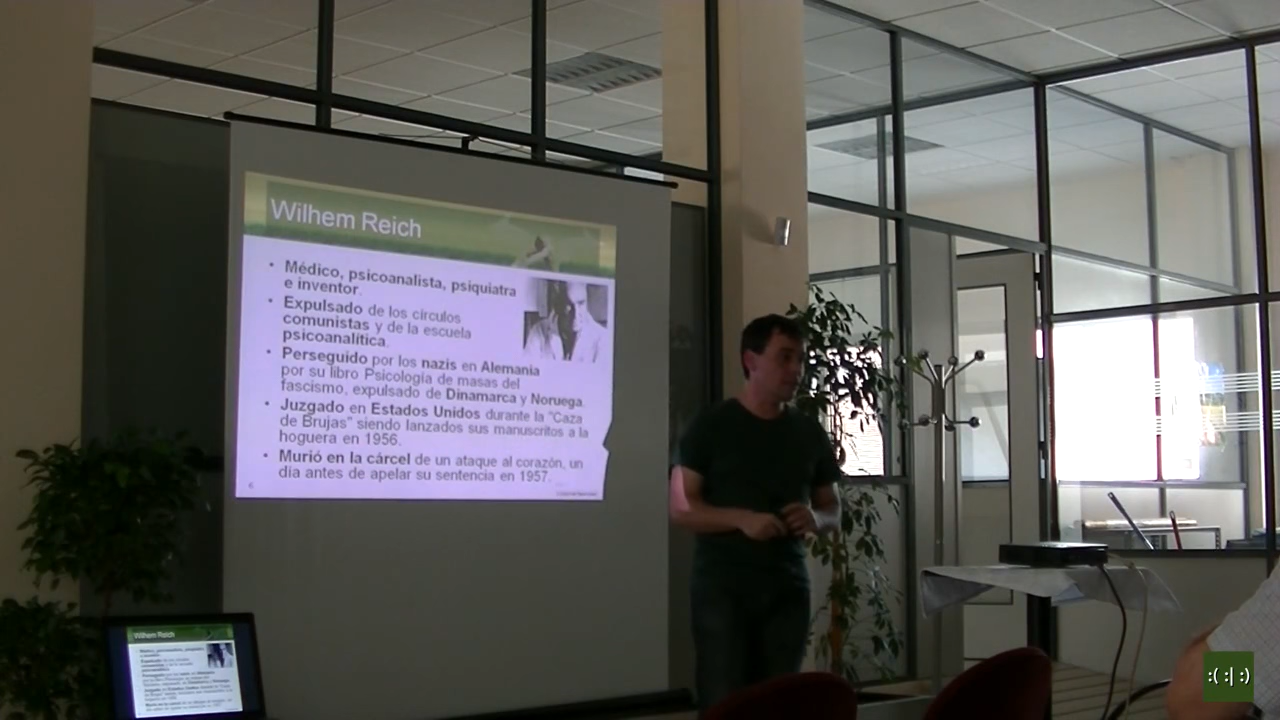 Wilhem Reich
• Médico, psicoanalista, psiquiatra
e inventor.
• Expulsado de los círculos
comunistas y de la escuela
psicoanalítica.
• Perseguido por los nazis en Alemania
por su libro Psicología de masas del
fascismo, expulsado de Dinamarca y Noruega.
• Juzgado en Estados Unidos durante la "Caza
de Brujas" siendo lanzados sus manuscritos a la
hoguera en 1956.
• Murió en la cárcel de un ataque al corazón, un
día antes de apelar su sentencia en 1957.
Wilhem Reich
:( :| :)